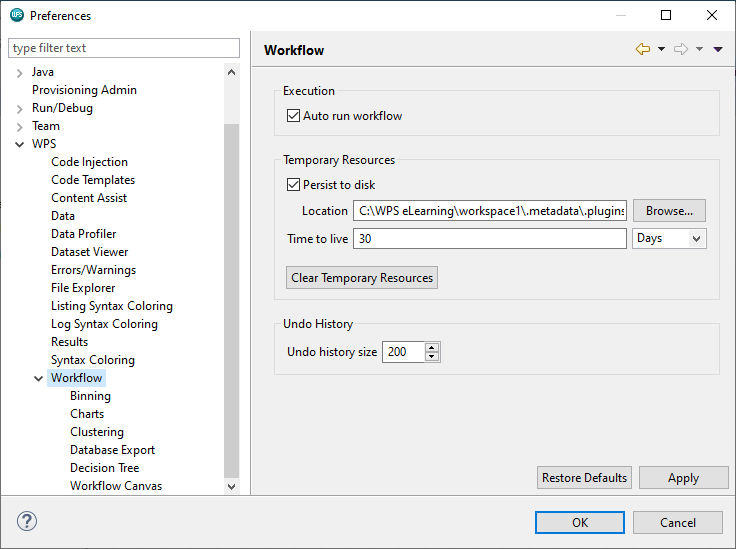 WPS Preferences
type filter text
Java
Provisioning Admin
Run/Debug
Team
WPS
Code Injection
Code Templates
Content Assist
Data
Data Profiler
Dataset Viewer
Errors/Warnings
File Explorer
Listing Syntax Coloring
Log Syntax Coloring
Results
Syntax Coloring
Workflow
Binning
Charts
Clustering
Database Export
Decision Tree
Workflow Canvas
Workflow
Execution
Auto run workflow
Temporary Resources
Persist to disk
Location C:\WPS eLearning\workspace1\.metadata\.plugins Browse...
Time to live 30 Days
Clear Temporary Resources
Undo History
Undo history size 200
Restore Defaults Apply
? OK Cancel